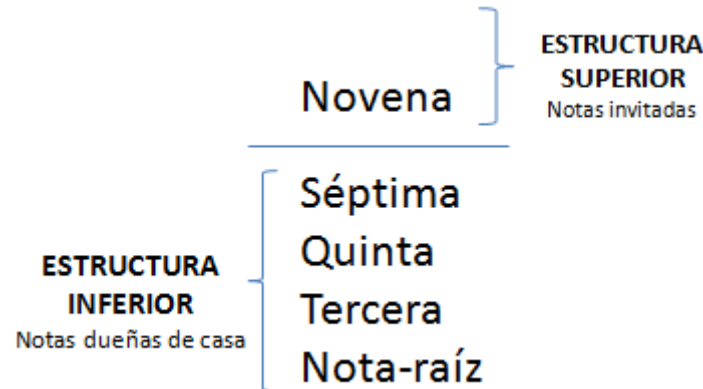 ESTRUCTURA
SUPERIOR
Notas invitadas
Novena
Séptima
Quinta
Tercera
Nota-raíz
ESTRUCTURA
INFERIOR
Notas dueñas de casa